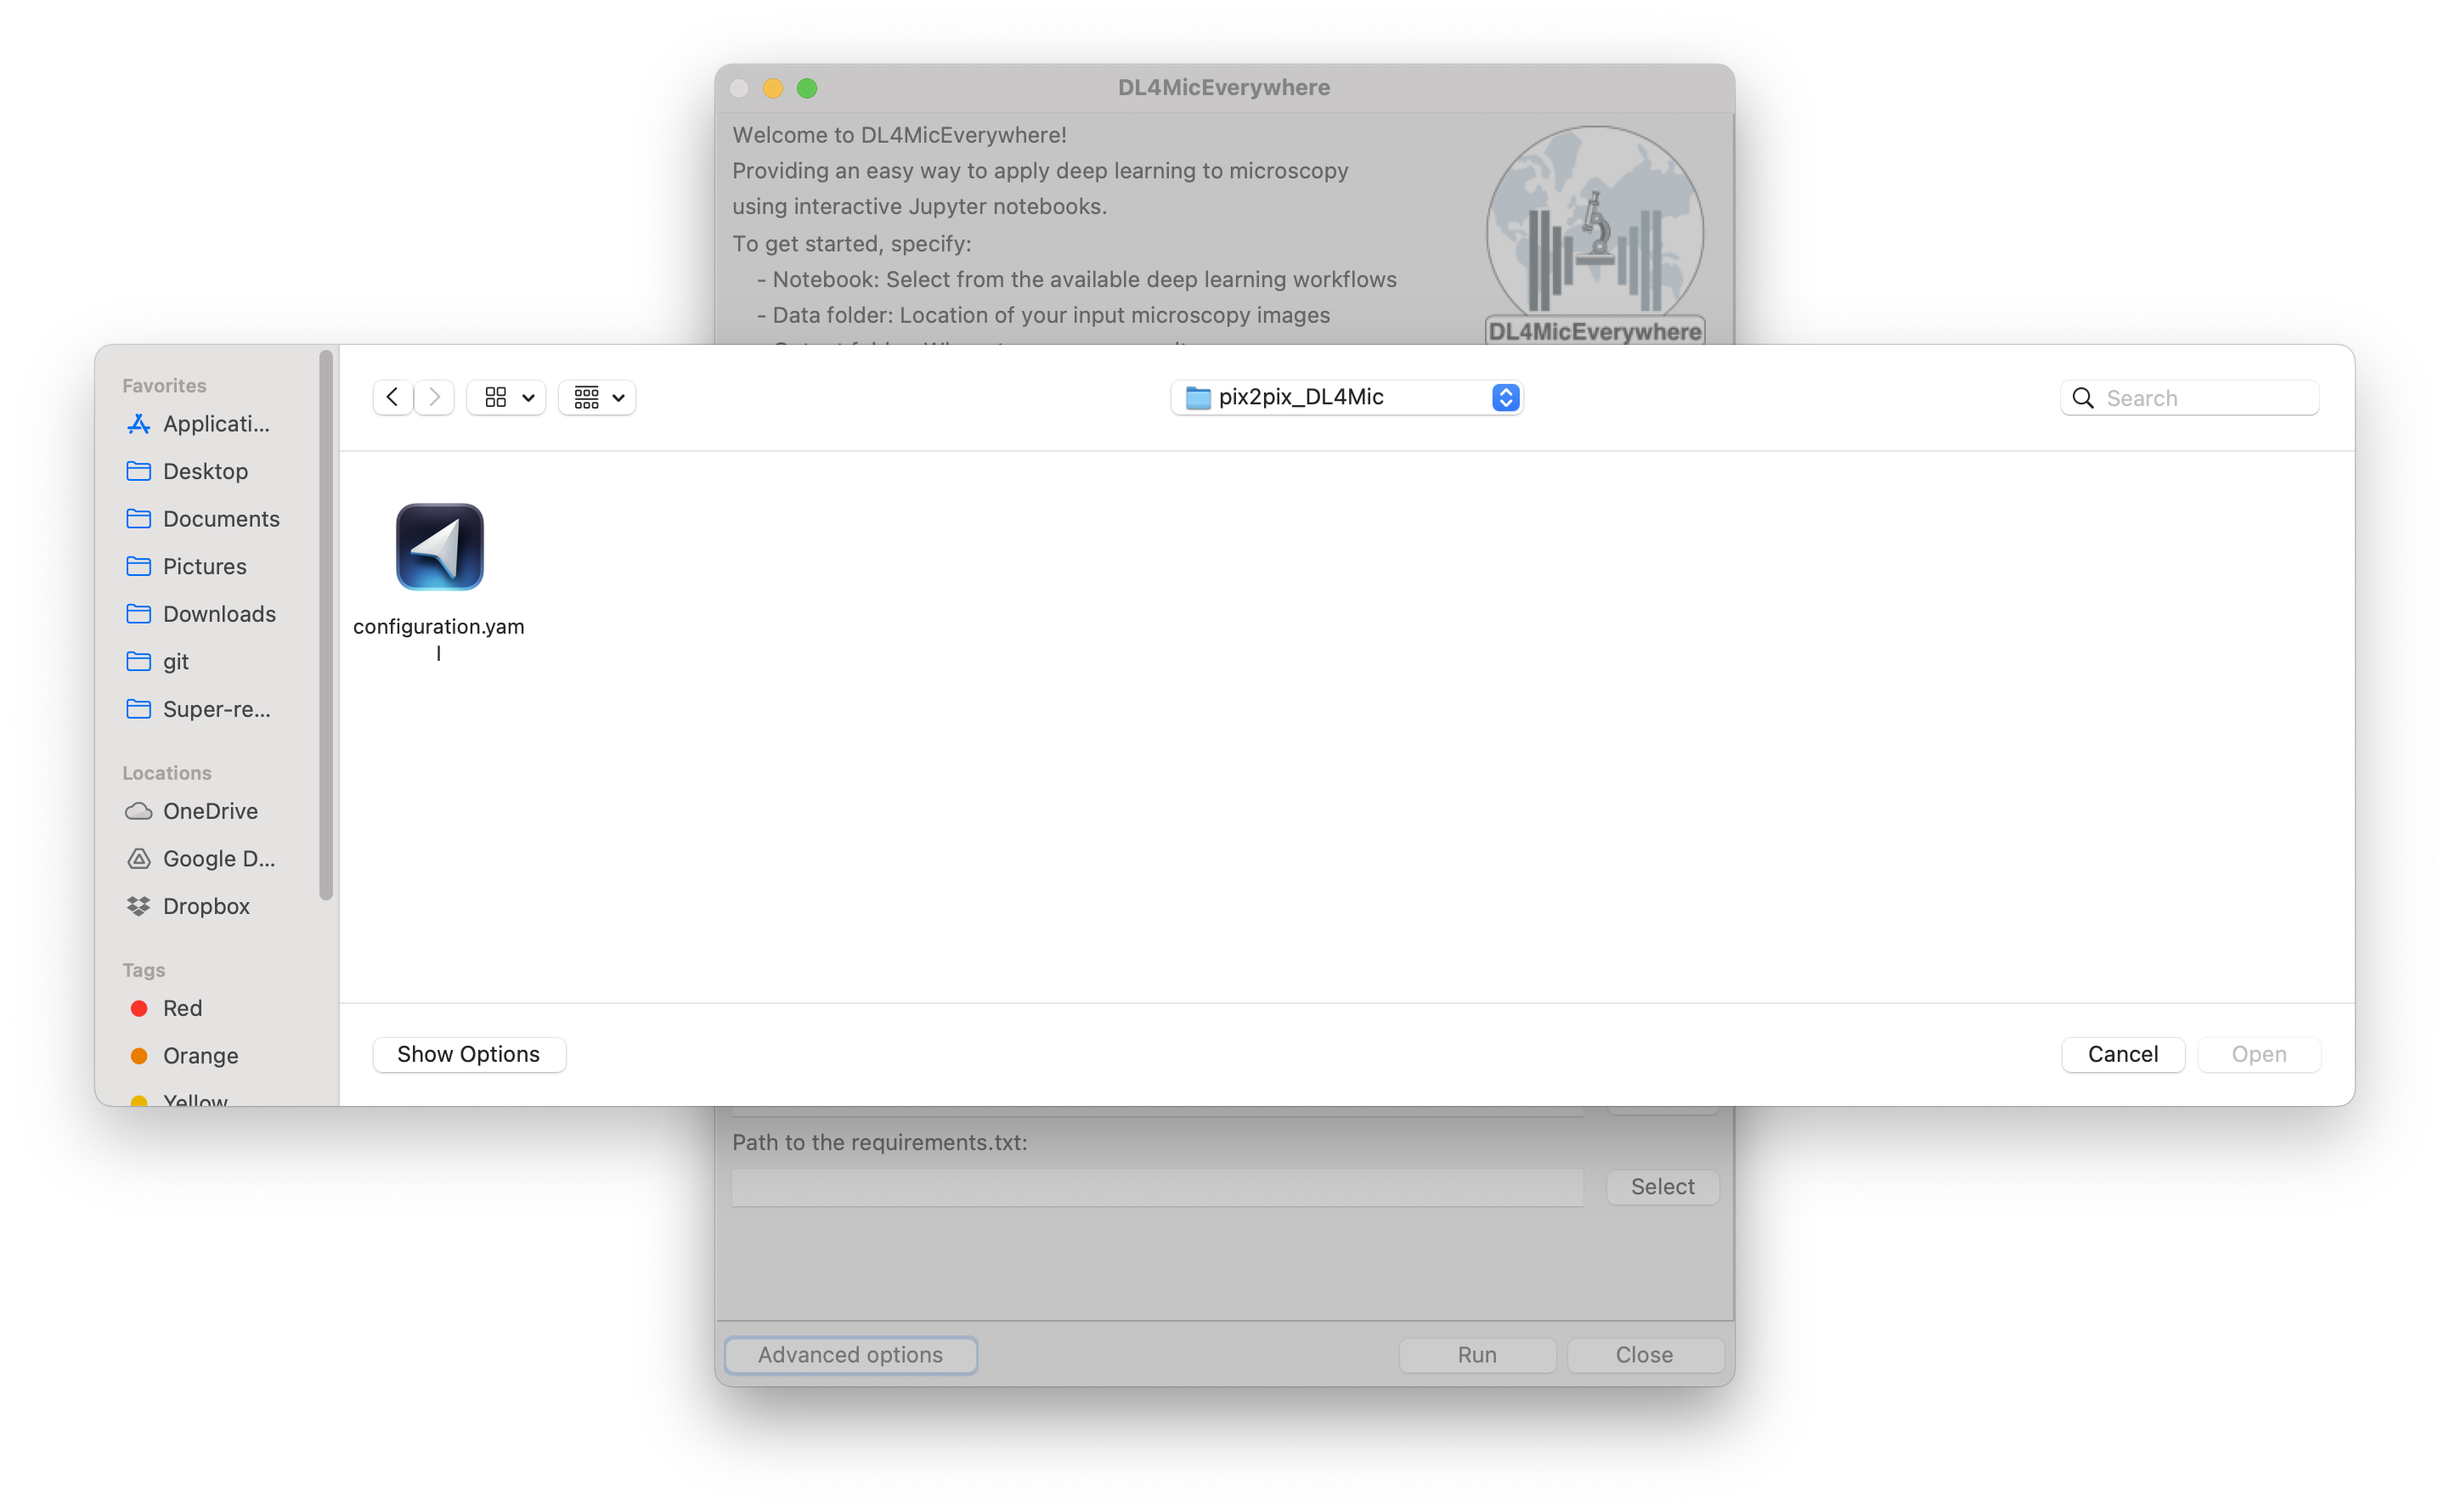 DL4MicEverywhere
Welcome to DL4MicEverywhere!
Providing an easy way to apply deep learning to microscopy
using interactive Jupyter notebooks.
To get started, specify:
- Notebook: Select from the available deep learning workflows
- Data folder: Location of your input microscopy images
DL4MicEverywhere
Favorites
Applicati...
Desktop
Documents
Pictures
Downloads
git
Super-re...
Locations
OneDrive
Google D...
Dropbox
Tags
Red
Orange
Yellow
pix2pix_DL4Mic
Search
configuration.yam
l
Show Options
Cancel
Open
Path to the requirements.txt:
Select
Advanced options
Run
Close